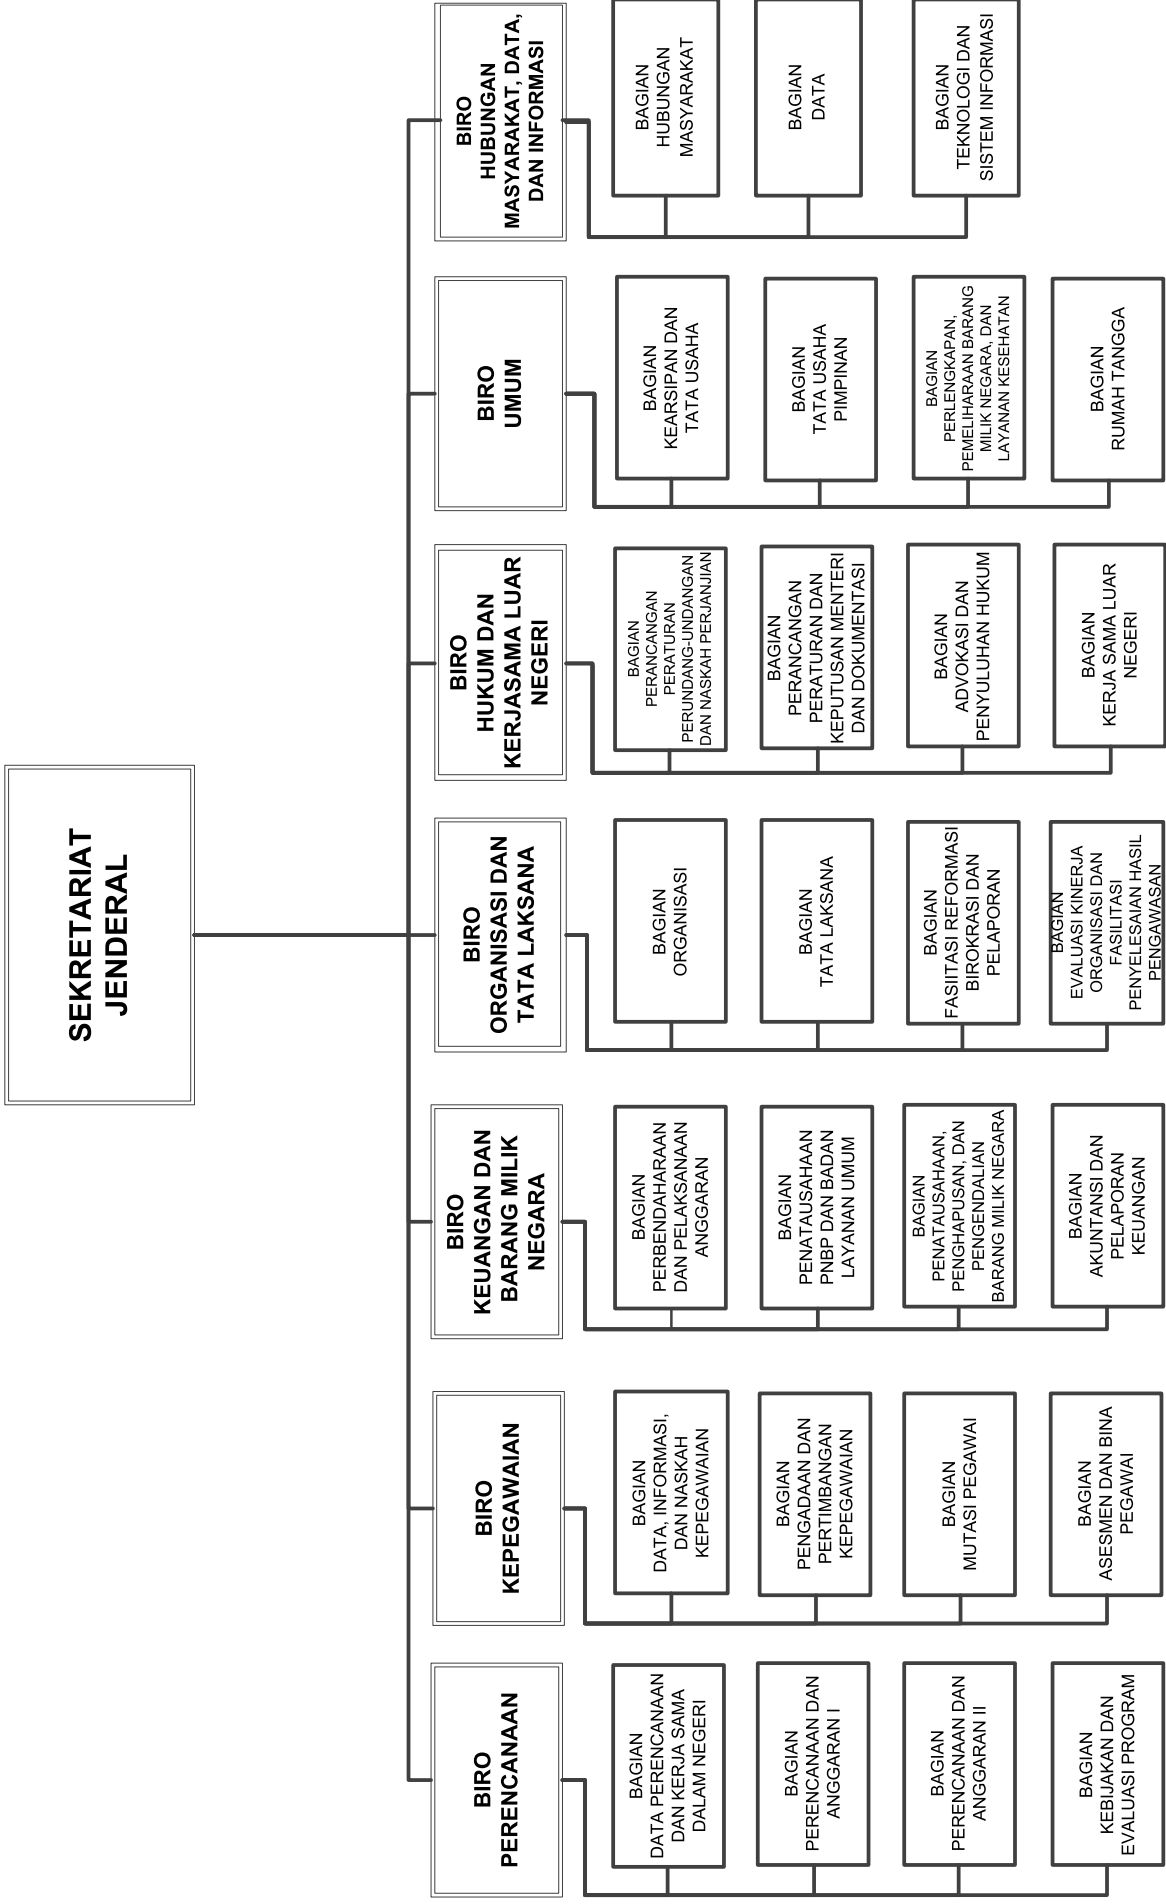 SEKRETARIAT
JENDERAL
BIRO
PERENCANAAN
BAGIAN
DATA PERENCANAAN
DAN KERJA SAMA
DALAM NEGERI
BAGIAN
PERENCANAAN DAN
ANGGARAN I
BAGIAN
PERENCANAAN DAN
ANGGARAN II
BAGIAN
KEBIJAKAN DAN
EVALUASI PROGRAM
BIRO
KEPEGAWAIAN
BAGIAN
DATA, INFORMASI,
DAN NASKAH
KEPEGAWAIAN
BAGIAN
PENGADAAN DAN
PERTIMBANGAN
KEPEGAWAIAN
BAGIAN
MUTASI PEGAWAI
BAGIAN
ASESMEN DAN BINA
PEGAWAI
BIRO
KEUANGAN DAN
BARANG MILIK
NEGARA
BAGIAN
PERBENDAHARAAN
DAN PELAKSANAAN
ANGGARAN
BAGIAN
PENATAUSAHAAN
PNBP DAN BADAN
LAYANAN UMUM
BAGIAN
PENATAUSAHAAN,
PENGHAPUSAN, DAN
PENGENDALIAN
BARANG MILIK NEGARA
BAGIAN
AKUNTANSI DAN
PELAPORAN
KEUANGAN
BIRO
ORGANISASI DAN
TATA LAKSANA
BAGIAN
ORGANISASI
BAGIAN
TATA LAKSANA
BAGIAN
FASIITASI REFORMASI
BIROKRASI DAN
PELAPORAN
BAGIAN
EVALUASI KINERJA
ORGANISASI DAN
FASILITASI
PENYELESAIAN HASIL
PENGAWASAN
BIRO
HUKUM DAN
KERJASAMA LUAR
NEGERI
BAGIAN
PERANCANGAN
PERATURAN
PERUNDANG-UNDANGAN
DAN NASKAH PERJANJIAN
BAGIAN
PERANCANGAN
PERATURAN DAN
KEPUTUSAN MENTERI
DAN DOKUMENTASI
BAGIAN
ADVOKASI DAN
PENYULUHAN HUKUM
BAGIAN
KERJA SAMA LUAR
NEGERI
BIRO
UMUM
BAGIAN
KEARSIPAN DAN
TATA USAHA
BAGIAN
TATA USAHA
PIMPINAN
BAGIAN
PERLENGKAPAN,
PEMELIHARAAN BARANG
MILIK NEGARA, DAN
LAYANAN KESEHATAN
BAGIAN
RUMAH TANGGA
BIRO
HUBUNGAN
MASYARAKAT, DATA,
DAN INFORMASI
BAGIAN
HUBUNGAN
MASYARAKAT
BAGIAN
DATA
BAGIAN
TEKNOLOGI DAN
SISTEM INFORMASI